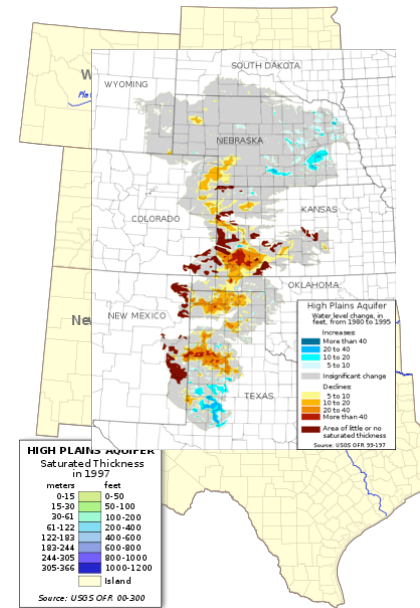 SOUTH DAKOTA
WYOMING
W
Pla
NEBRASKA
COLORADO
KANSAS
OKLAHOMA
NEW MEXICO
Ne
TEXAS
High Plains Aquifer
Water level change, in
feet, from 1980 to 1995
Increases
More than 40
20 to 40
10 to 20
5 to 10
Insignificant change
Declines
5 to 10
10 to 20
20 to 40
More than 40
Area of little or no
saturated thickness
Source: USGS OFR 99-197
HIGH PLAINS AQUIFER
Saturated Thickness
in 1997
meters feet
0-15 0-50
15-30 50-100
30-61 100-200
61-122 200-400
122-183 400-600
183-244 600-800
244-305 800-1000
305-366 1000-1200
Island
Source: USGS OFR 00-300